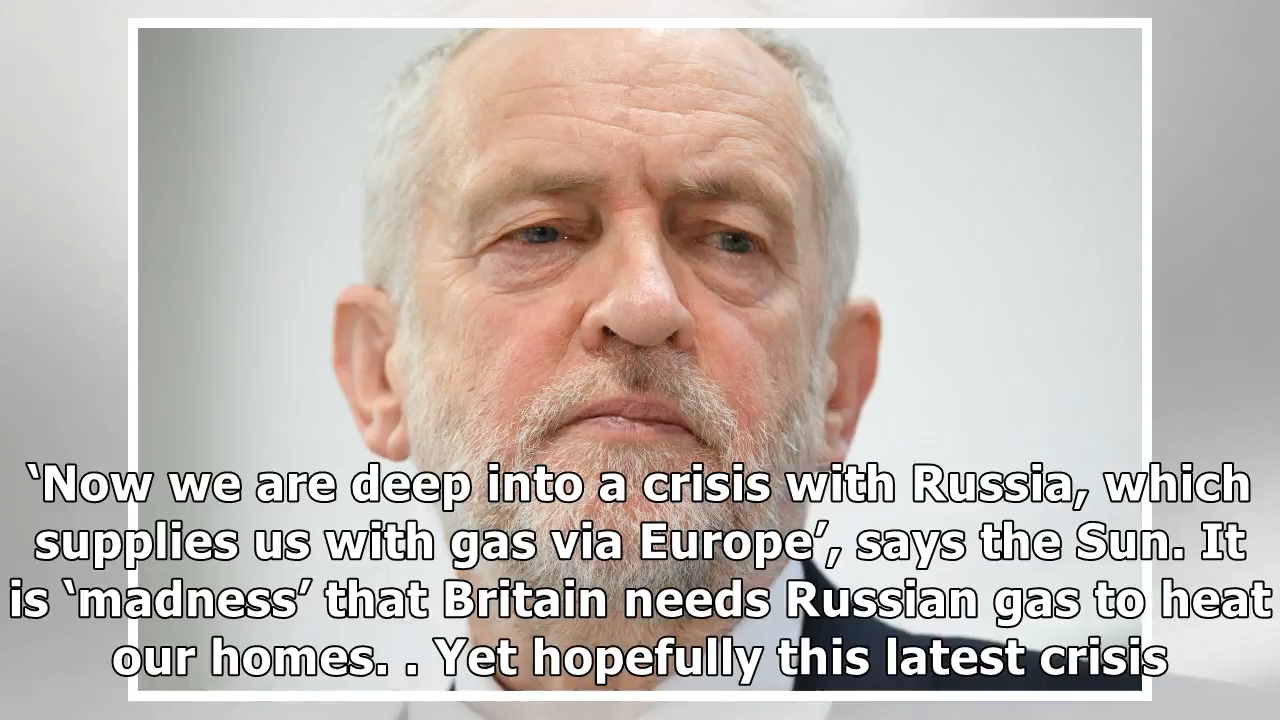 ‘Now we are deep into a crisis with Russia, which
supplies us with gas via Europe’, says the Sun. It
is ‘madness’ that Britain needs Russian gas to heat
our homes. . Yet hopefully this latest crisis